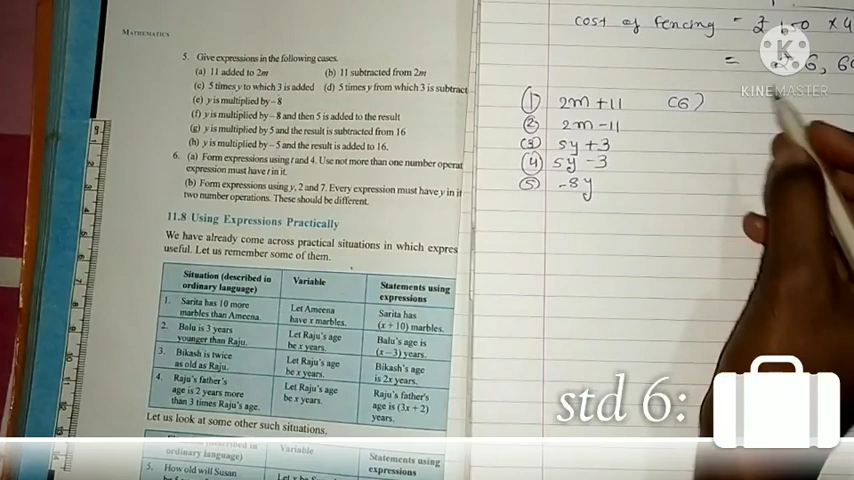 MATHEMATICS
5. Give expressions in the following cases.
(a) 11 added to 2m (b) 11 subtracted from 2m
(c) 5 times y to which 3 is added (d) 5 times y from which 3 is subtract
(e) y is multiplied by –8
(f) y is multiplied by –8 and then 5 is added to the result
(g) y is multiplied by 5 and the result is subtracted from 16
(h) y is multiplied by –5 and the result is added to 16.
6. (a) Form expressions using t and 4. Use not more than one number operat
expression must have t in it.
(b) Form expressions using y, 2 and 7. Every expression must have y in it
two number operations. These should be different.
11.8 Using Expressions Practically
We have already come across practical situations in which expres
useful. Let us remember some of them.
Situation (described in ordinary language) Variable Statements using expressions
1. Sarita has 10 more marbles than Ameena. Let Ameena have x marbles. Sarita has (x + 10) marbles.
2. Balu is 3 years younger than Raju. Let Raju's age be x years. Balu's age is (x – 3) years.
3. Bikash is twice as old as Raju. Let Raju's age be x years. Bikash's age is 2x years.
4. Raju's father's age is 2 years more than 3 times Raju's age. Let Raju's age be x years. Raju's father's age is (3x + 2) years.
Let us look at some other such situations.
ordinary language) Variable Statements using expressions
5. How old will Susan
cost of fencing =
① 2m + 11 (6)
② 2m – 11
③ 5y + 3
④ 5y – 3
⑤ –8y
KINEMASTER
std 6: